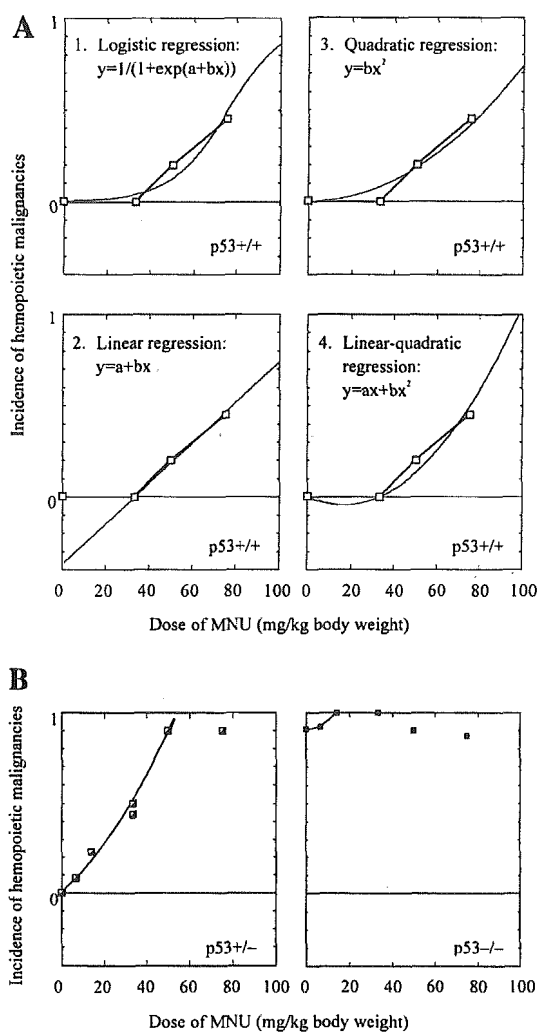 A
1. Logistic regression:
y=1/(1+exp(a+bx))
p53+/+
3. Quadratic regression:
y=bx²
p53+/+
2. Linear regression:
y=a+bx
p53+/+
4. Linear-quadratic
regression:
y=ax+bx²
p53+/+
Incidence of hemopoietic malignancies
1
0
0
0 20 40 60 80 100
0 20 40 60 80 100
Dose of MNU (mg/kg body weight)
B
Incidence of hemopoietic malignancies
1
0
p53+/−
p53−/−
0 20 40 60 80 100
0 20 40 60 80 100
Dose of MNU (mg/kg body weight)